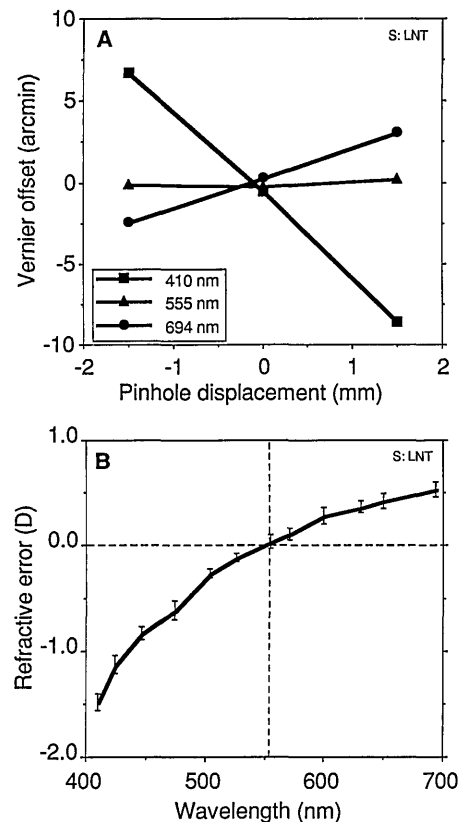 A
S: LNT
10
5
0
-5
-10
Vernier offset (arcmin)
410 nm
555 nm
694 nm
-2 -1 0 1 2
Pinhole displacement (mm)
B
S: LNT
1.0
0.0
-1.0
-2.0
Refractive error (D)
400 500 600 700
Wavelength (nm)